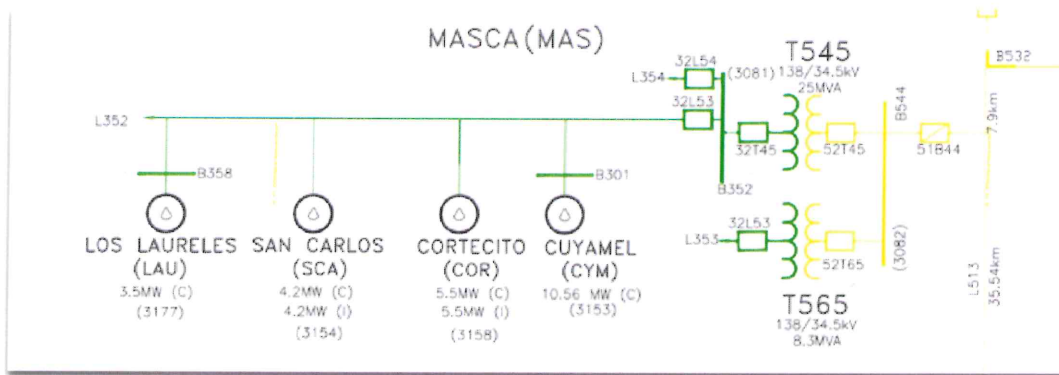 MASCA (MAS)
T545
138/34.5kV
25MVA
B532
32L54
(3081)
L354
32L53
L352
B544
7.9km
32T45
52T45
51B44
B358
B301
B352
LOS LAURELES
(LAU)
3.5MW (C)
(3177)
SAN CARLOS
(SCA)
4.2MW (C)
4.2MW (I)
(3154)
CORTECITO
(COR)
5.5MW (C)
5.5MW (I)
(3158)
CUYAMEL
(CYM)
10.56 MW (C)
(3153)
32L53
L353
52T65
(3082)
L513
35.54km
T565
138/34.5kV
8.3MVA